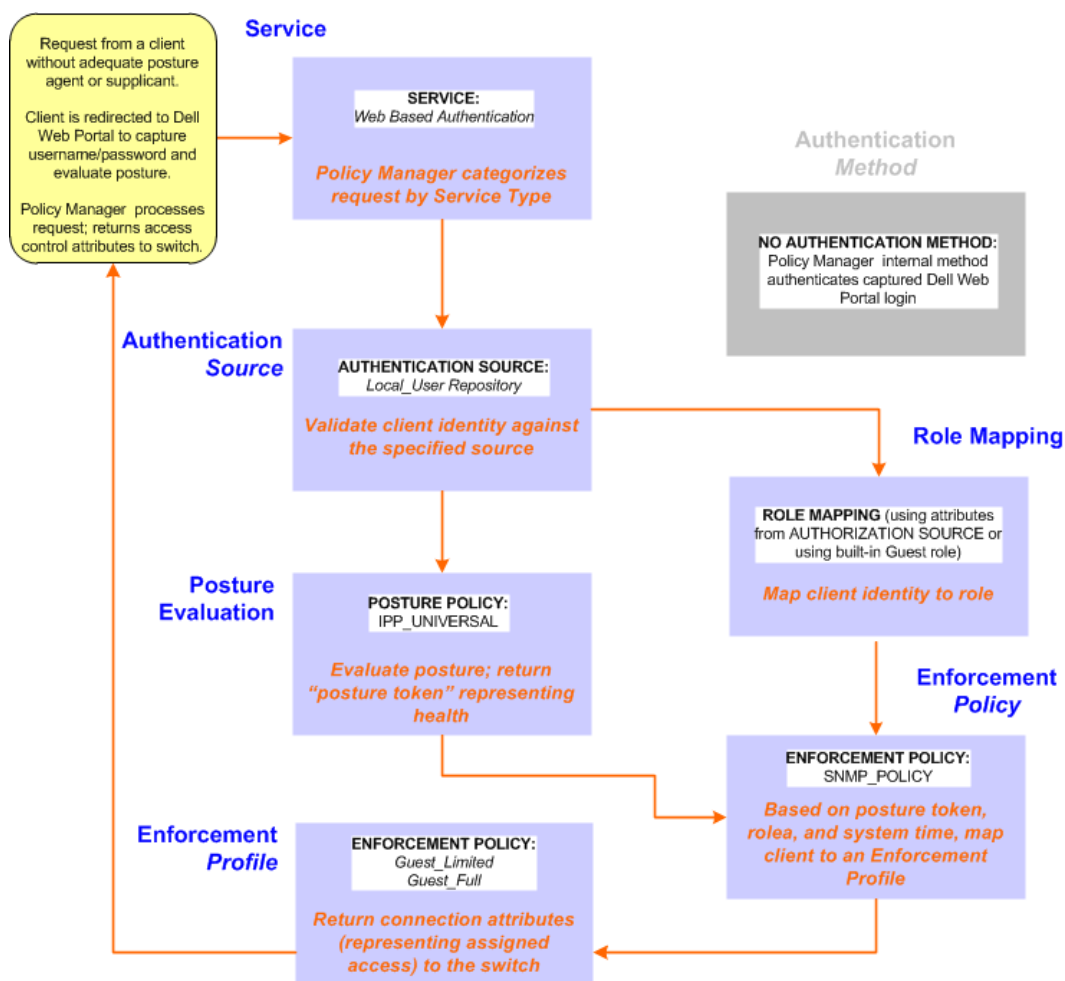 Request from a client
without adequate posture
agent or supplicant.
Client is redirected to Dell
Web Portal to capture
username/password and
evaluate posture.
Policy Manager processes
request; returns access
control attributes to switch.
Service
SERVICE:
Web Based Authentication
Policy Manager categorizes
request by Service Type
Authentication
Method
NO AUTHENTICATION METHOD:
Policy Manager internal method
authenticates captured Dell Web
Portal login
Authentication
Source
AUTHENTICATION SOURCE:
Local_User Repository
Validate client identity against
the specified source
Role Mapping
ROLE MAPPING (using attributes
from AUTHORIZATION SOURCE or
using built-in Guest role)
Map client identity to role
Posture
Evaluation
POSTURE POLICY:
IPP_UNIVERSAL
Evaluate posture; return
“posture token” representing
health
Enforcement
Policy
ENFORCEMENT POLICY:
SNMP_POLICY
Based on posture token,
rolea, and system time, map
client to an Enforcement
Profile
Enforcement
Profile
ENFORCEMENT POLICY:
Guest_Limited
Guest_Full
Return connection attributes
(representing assigned
access) to the switch